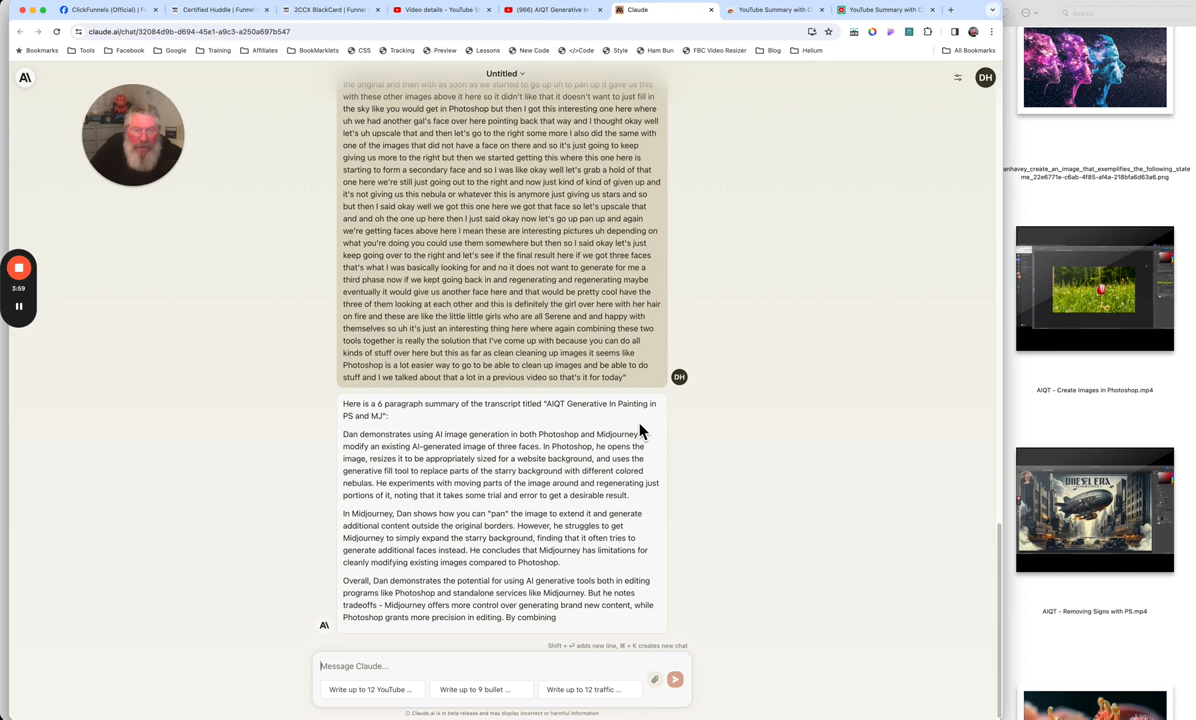 ClickFunnels (Official) | Fa
Certified Huddle | Funnel
2CCX BlackCard | Funnel
Video details - YouTube St
(966) AIQT Generative In
Claude
YouTube Summary with Ch
YouTube Summary with C
claude.ai/chat/32084d9b-d694-45e1-a9c3-a250a697b547
Bookmarks
Tools
Facebook
Google
Training
Affiliates
BookMarklets
CSS
Tracking
Preview
Lessons
New Code
</>Code
Style
Ham Bun
FBC Video Resizer
Blog
Helium
All Bookmarks
Search
Untitled
DH
the original and then with as soon as we started to go up uh to pan up it gave us this
with these other images above it here so it didn't like that it doesn't want to just fill in
the sky like you would get in Photoshop but then I got this interesting one here where
uh we had another gal's face over here pointing back that way and I thought okay well
let's uh upscale that and then let's go to the right some more I also did the same with
one of the images that did not have a face on there and so it's just going to keep
giving us more to the right but then we started getting this where this one here is
starting to form a secondary face and so I was like okay well let's grab a hold of that
one here we're still just going out to the right and now just kind of kind of given up and
it's not giving us this nebula or whatever this is anymore just giving us stars and so
but then I said okay well we got this one here we got that face so let's upscale that
and and oh the one up here then I just said okay now let's go up pan up and again
we're getting faces above here I mean these are interesting pictures uh depending on
what you're doing you could use them somewhere but then so I said okay let's just
keep going over to the right and let's see if the final result here if we got three faces
that's what I was basically looking for and no it does not want to generate for me a
third phase now if we kept going back in and regenerating and regenerating maybe
eventually it would give us another face here and that would be pretty cool have the
three of them looking at each other and this is definitely the girl over here with her hair
on fire and these are like the little little girls who are all Serene and and happy with
themselves so uh it's just an interesting thing here where again combining these two
tools together is really the solution that I've come up with because you can do all
kinds of stuff over here but this as far as clean cleaning up images it seems like
Photoshop is a lot easier way to go to be able to clean up images and be able to do
stuff and I we talked about that a lot in a previous video so that's it for today"
DH
3:59
Here is a 6 paragraph summary of the transcript titled "AIQT Generative In Painting in
PS and MJ":
Dan demonstrates using AI image generation in both Photoshop and Midjourney
modify an existing AI-generated image of three faces. In Photoshop, he opens the
image, resizes it to be appropriately sized for a website background, and uses the
generative fill tool to replace parts of the starry background with different colored
nebulas. He experiments with moving parts of the image around and regenerating just
portions of it, noting that it takes some trial and error to get a desirable result.
In Midjourney, Dan shows how you can "pan" the image to extend it and generate
additional content outside the original borders. However, he struggles to get
Midjourney to simply expand the starry background, finding that it often tries to
generate additional faces instead. He concludes that Midjourney has limitations for
cleanly modifying existing images compared to Photoshop.
Overall, Dan demonstrates the potential for using AI generative tools both in editing
programs like Photoshop and standalone services like Midjourney. But he notes
tradeoffs - Midjourney offers more control over generating brand new content, while
Photoshop grants more precision in editing. By combining
Shift + ⏎ adds new line, ⌘ + K creates new chat
Message Claude...
Write up to 12 YouTube ...
Write up to 9 bullet ...
Write up to 12 traffic ...
Claude.ai is in beta release and may display incorrect or harmful information
anhavey_create_an_image_that_exemplifies_the_following_state
me_22e6771e-c6ab-4f85-af4a-218bfa6d63a6.png
AIQT - Create Images in Photoshop.mp4
DIESEL ERA
AIQT - Removing Signs with PS.mp4